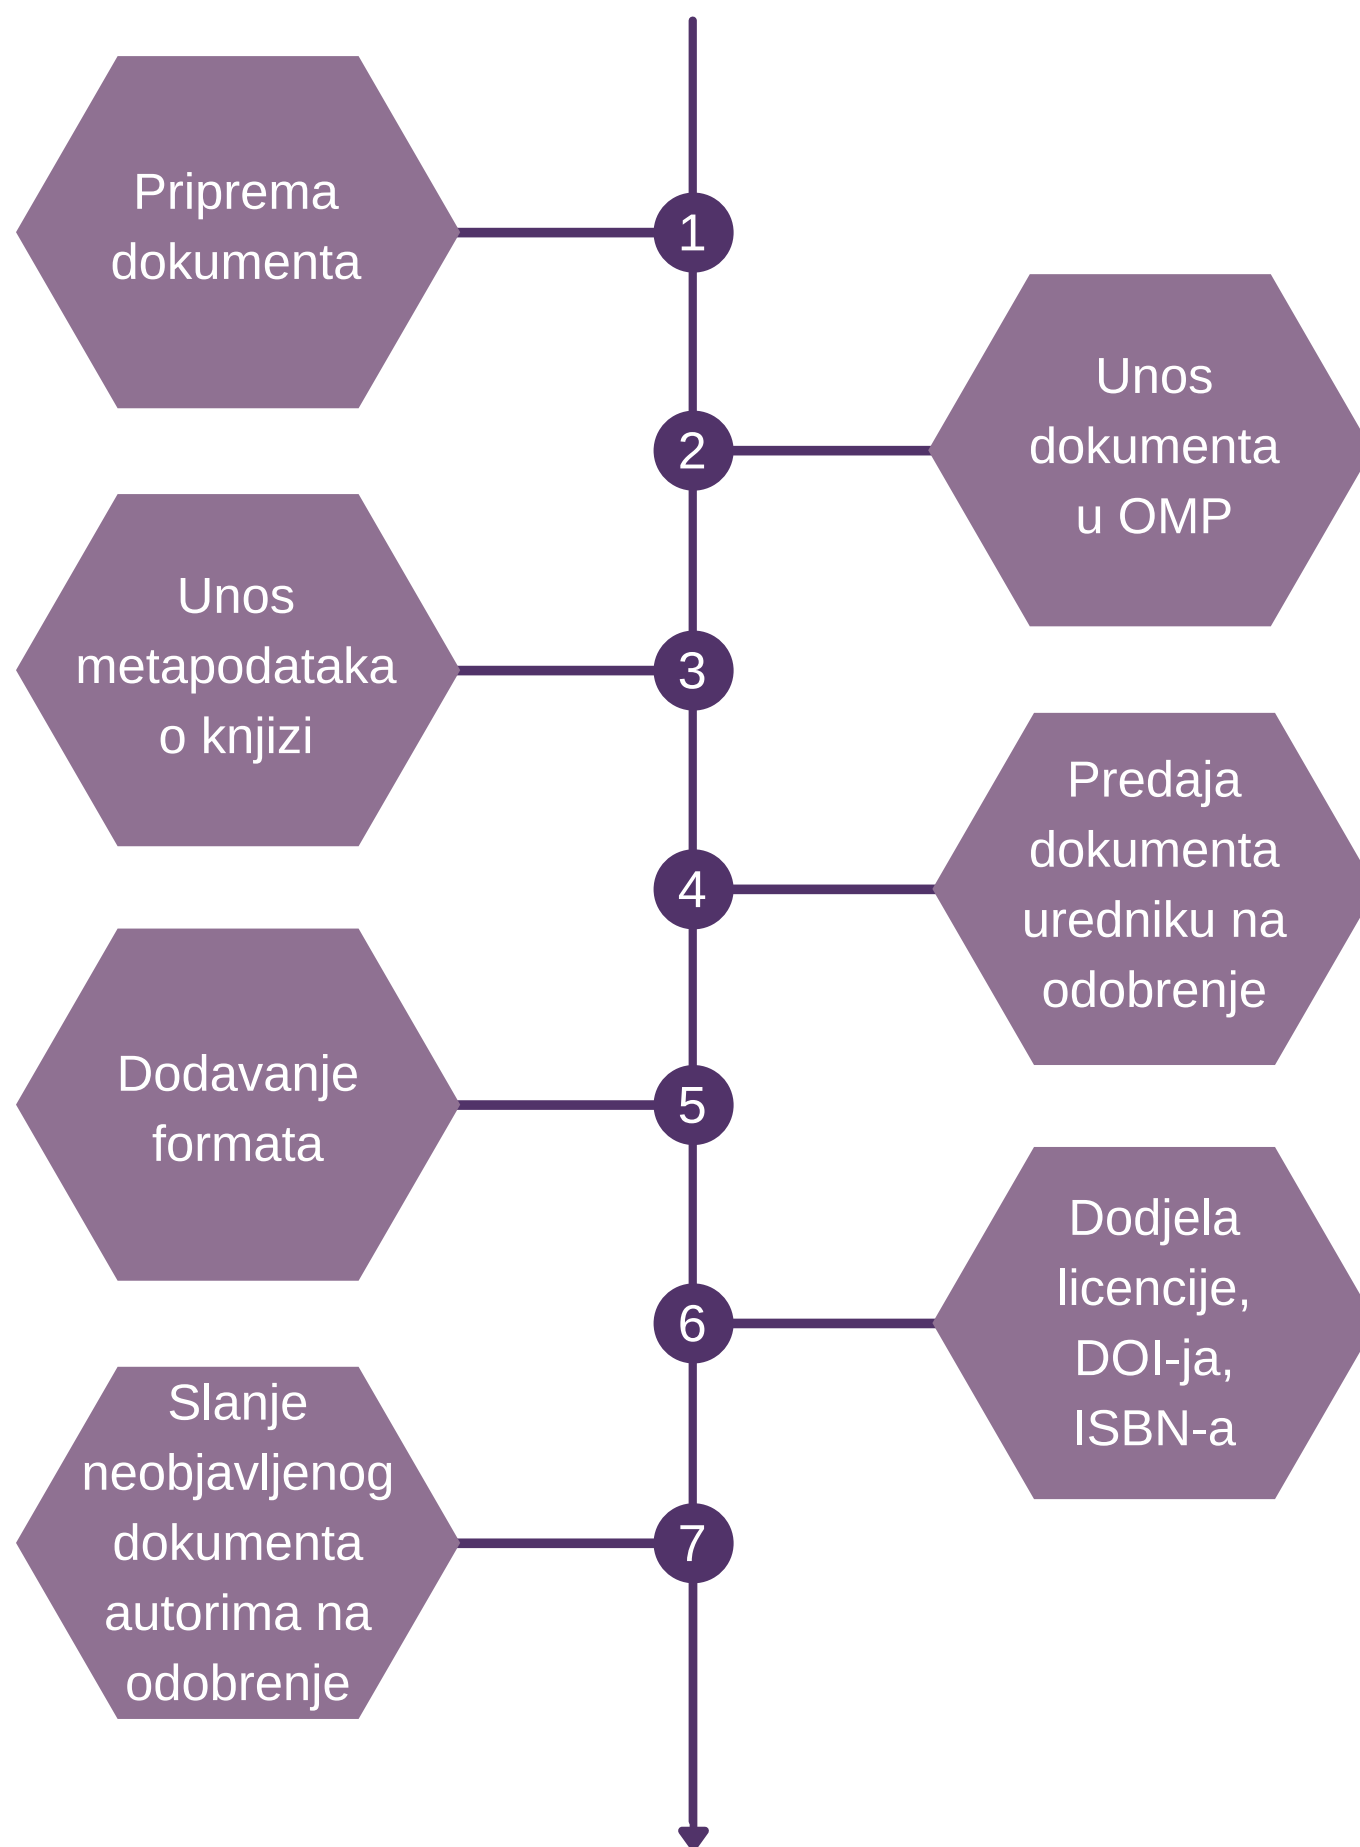 Priprema
dokumenta
1
Unos
dokumenta
u OMP
2
Unos
metapodataka
o knjizi
3
Predaja
dokumenta
uredniku na
odobrenje
4
Dodavanje
formata
5
Dodjela
licencije,
DOI-ja,
ISBN-a
6
Slanje
neobjavljenog
dokumenta
autorima na
odobrenje
7